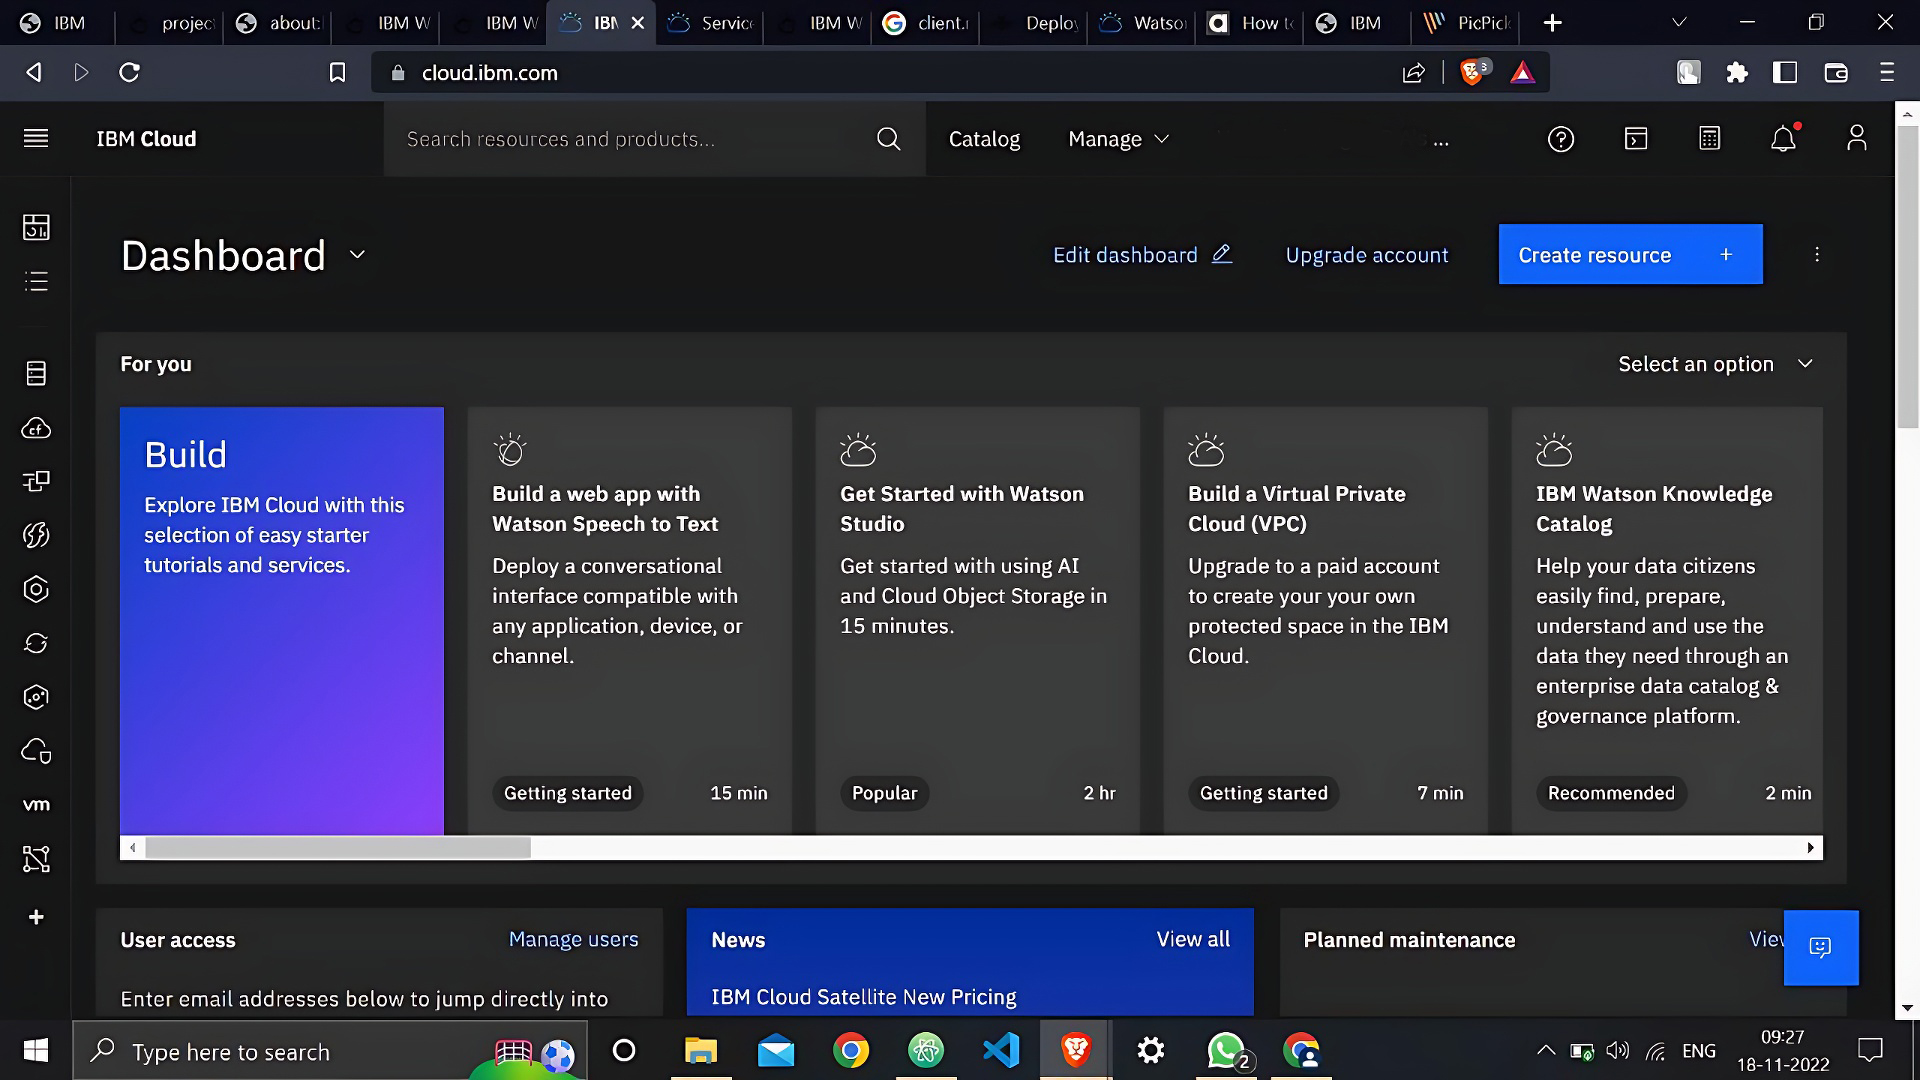 IBM
project
about:
IBM W
IBM W
IBM
Service
IBM W
client.r
Deploy
Watson
How to
IBM
PicPick
cloud.ibm.com
3
IBM Cloud
Search resources and products...
Catalog
Manage
...
Dashboard
Edit dashboard
Upgrade account
Create resource +
For you
Select an option
Build
Explore IBM Cloud with this
selection of easy starter
tutorials and services.
Build a web app with
Watson Speech to Text
Deploy a conversational
interface compatible with
any application, device, or
channel.
Getting started
15 min
Get Started with Watson
Studio
Get started with using AI
and Cloud Object Storage in
15 minutes.
Popular
2 hr
Build a Virtual Private
Cloud (VPC)
Upgrade to a paid account
to create your your own
protected space in the IBM
Cloud.
Getting started
7 min
IBM Watson Knowledge
Catalog
Help your data citizens
easily find, prepare,
understand and use the
data they need through an
enterprise data catalog &
governance platform.
Recommended
2 min
cf
vm
User access
Manage users
Enter email addresses below to jump directly into
News
View all
IBM Cloud Satellite New Pricing
Planned maintenance
View
Type here to search
2
ENG
09:27
18-11-2022